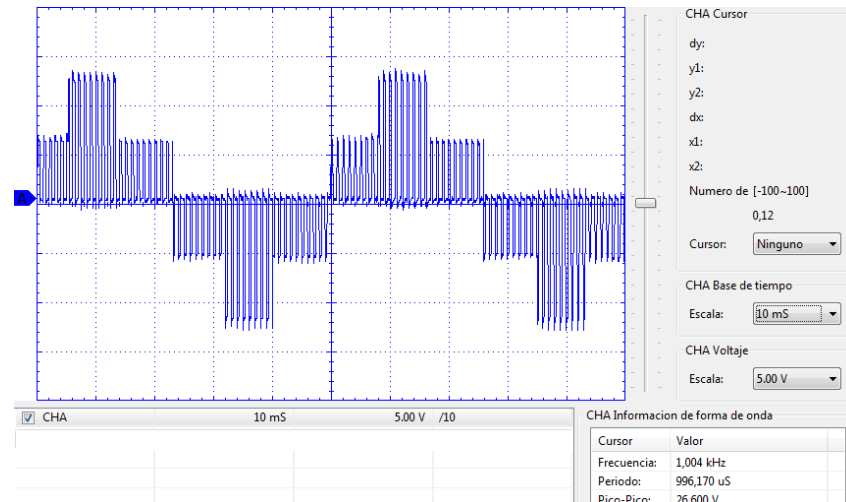 CHA Cursor
dy:
y1:
y2:
dx:
x1:
x2:
Numero de [-100~100]
0,12
Cursor: Ninguno
CHA Base de tiempo
Escala: 10 mS
CHA Voltaje
Escala: 5.00 V
A
CHA 10 mS 5.00 V /10
CHA Informacion de forma de onda
Cursor Valor
Frecuencia: 1,004 kHz
Periodo: 996,170 uS
Pico-Pico: 26,600 V